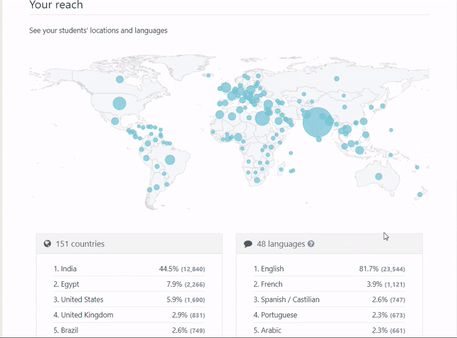 Your reach
See your students' locations and languages
151 countries
1. India 44.5% (12,840)
2. Egypt 7.9% (2,266)
3. United States 5.9% (1,690)
4. United Kingdom 2.9% (831)
5. Brazil 2.6% (749)
48 languages ?
1. English 81.7% (23,544)
2. French 3.9% (1,121)
3. Spanish / Castilian 2.6% (747)
4. Portuguese 2.3% (673)
5. Arabic 2.3% (661)